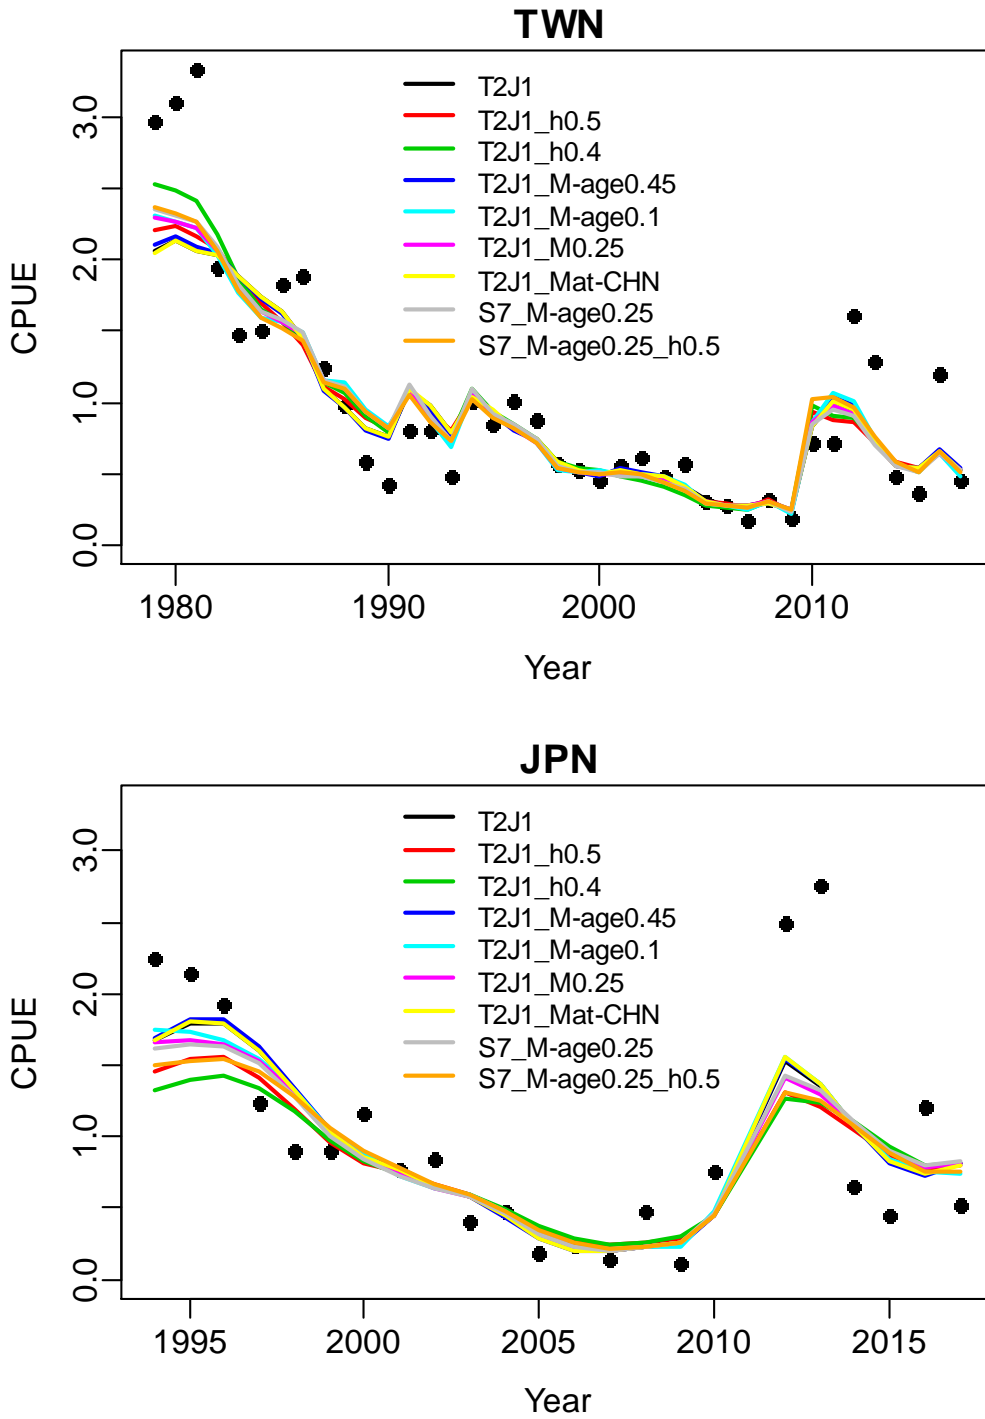 TWN
CPUE
3.0
2.0
1.0
0.0
T2J1
T2J1_h0.5
T2J1_h0.4
T2J1_M-age0.45
T2J1_M-age0.1
T2J1_M0.25
T2J1_Mat-CHN
S7_M-age0.25
S7_M-age0.25_h0.5
1980 1990 2000 2010
Year
JPN
CPUE
3.0
2.0
1.0
0.0
T2J1
T2J1_h0.5
T2J1_h0.4
T2J1_M-age0.45
T2J1_M-age0.1
T2J1_M0.25
T2J1_Mat-CHN
S7_M-age0.25
S7_M-age0.25_h0.5
1995 2000 2005 2010 2015
Year